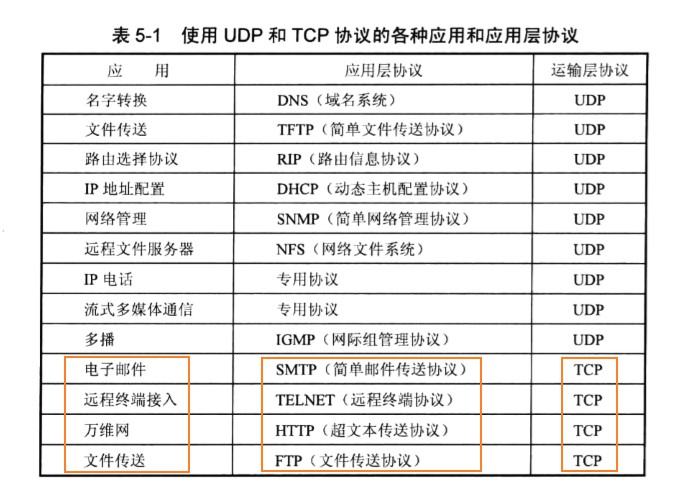 表 5-1 使用 UDP 和 TCP 协议的各种应用和应用层协议
应 用 应用层协议 运输层协议
名字转换 DNS（域名系统） UDP
文件传送 TFTP（简单文件传送协议） UDP
路由选择协议 RIP（路由信息协议） UDP
IP 地址配置 DHCP（动态主机配置协议） UDP
网络管理 SNMP（简单网络管理协议） UDP
远程文件服务器 NFS（网络文件系统） UDP
IP 电话 专用协议 UDP
流式多媒体通信 专用协议 UDP
多播 IGMP（网际组管理协议） UDP
电子邮件 SMTP（简单邮件传送协议） TCP
远程终端接入 TELNET（远程终端协议） TCP
万维网 HTTP（超文本传送协议） TCP
文件传送 FTP（文件传送协议） TCP